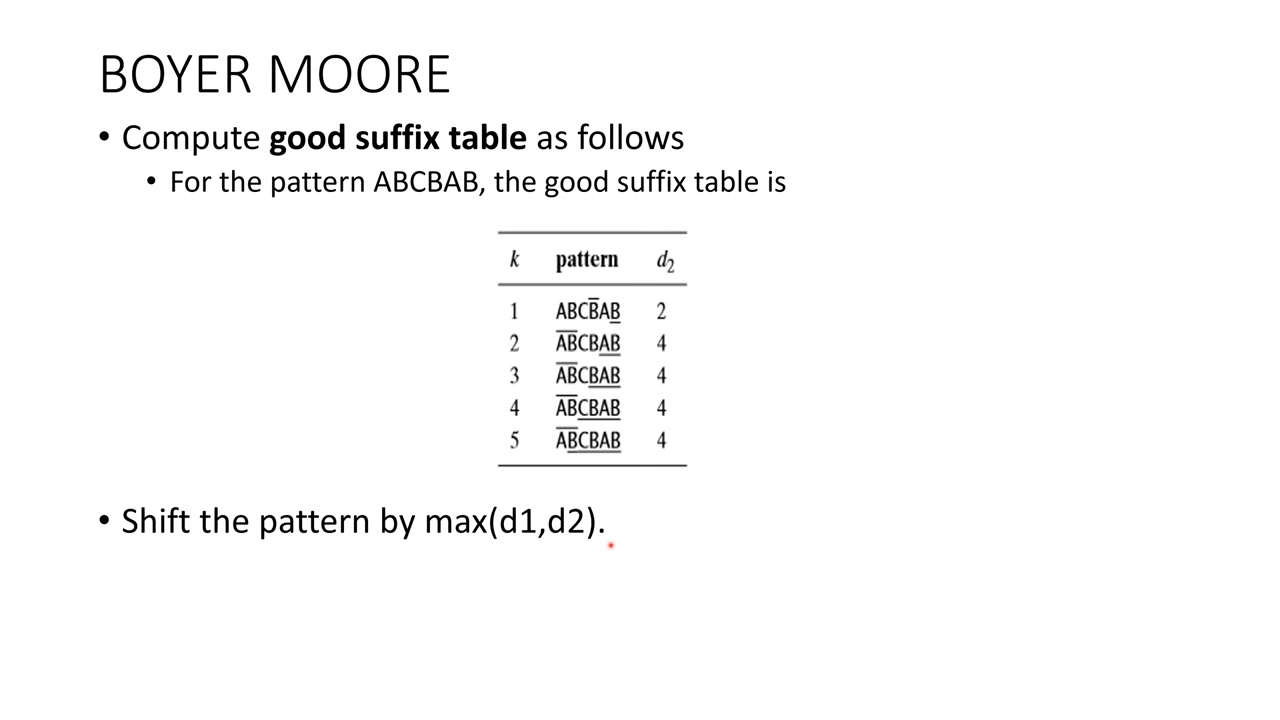 BOYER MOORE
• Compute good suffix table as follows
• For the pattern ABCBAB, the good suffix table is
k pattern d₂
1 ABCBAB 2
2 ABCBAB 4
3 ABCBAB 4
4 ABCBAB 4
5 ABCBAB 4
• Shift the pattern by max(d1,d2).